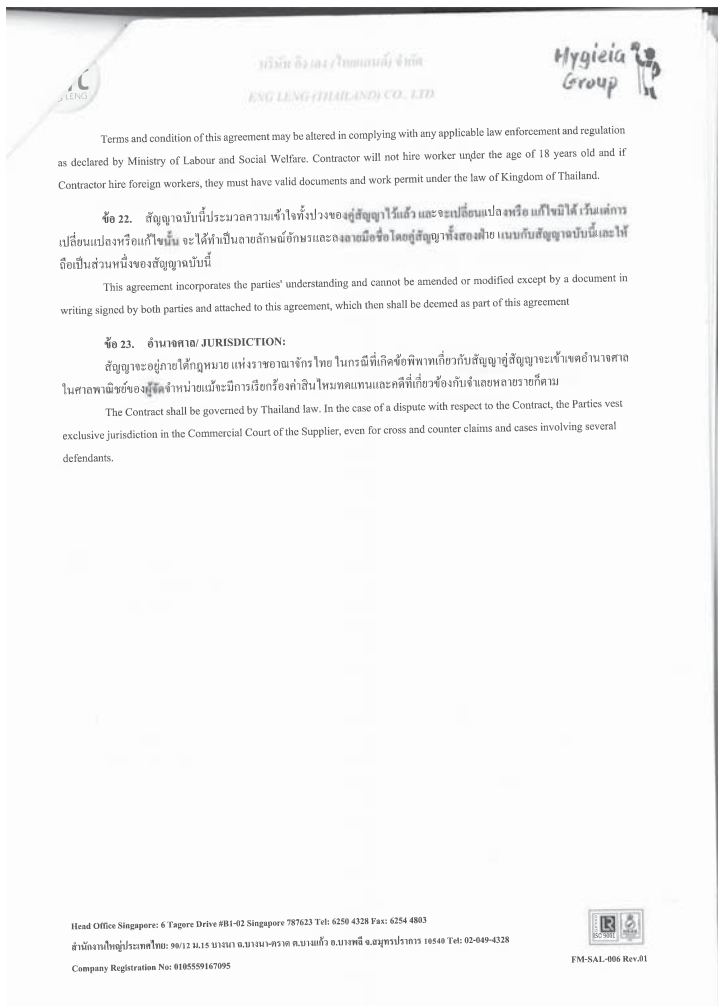 LENG
บริษัท อิง เลง (ไทยแลนด์) จำกัด
ENG LENG (THAILAND) CO., LTD
Hygieia
Group
Terms and condition of this agreement may be altered in complying with any applicable law enforcement and regulation
as declared by Ministry of Labour and Social Welfare. Contractor will not hire worker under the age of 18 years old and if
Contractor hire foreign workers, they must have valid documents and work permit under the law of Kingdom of Thailand.
ข้อ 22. สัญญาฉบับนี้ประมวลความเข้าใจทั้งปวงของคู่สัญญาไว้แล้ว และจะเปลี่ยนแปลงหรือ แก้ไขมิได้ เว้นแต่การ
เปลี่ยนแปลงหรือแก้ไขนั้น จะได้ทำเป็นลายลักษณ์อักษรและลงลายมือชื่อโดยคู่สัญญาทั้งสองฝ่าย แนบกับสัญญาฉบับนี้และให้
ถือเป็นส่วนหนึ่งของสัญญาฉบับนี้
This agreement incorporates the parties' understanding and cannot be amended or modified except by a document in
writing signed by both parties and attached to this agreement, which then shall be deemed as part of this agreement
ข้อ 23. อำนาจศาล/ JURISDICTION:
สัญญาจะอยู่ภายใต้กฎหมาย แห่งราชอาณาจักรไทย ในกรณีที่เกิดข้อพิพาทเกี่ยวกับสัญญาคู่สัญญาจะเข้าเขตอำนาจศาล
ในศาลพาณิชย์ของผู้จัดจำหน่ายแม้จะมีการเรียกร้องค่าสินไหมทดแทนและคดีที่เกี่ยวข้องกับจำเลยหลายรายก็ตาม
The Contract shall be governed by Thailand law. In the case of a dispute with respect to the Contract, the Parties vest
exclusive jurisdiction in the Commercial Court of the Supplier, even for cross and counter claims and cases involving several
defendants.
Head Office Singapore: 6 Tagore Drive #B1-02 Singapore 787623 Tel: 6250 4328 Fax: 6254 4803
สำนักงานใหญ่ประเทศไทย: 90/12 ม.15 บางนา ถ.บางนา-ตราด ต.บางแก้ว อ.บางพลี จ.สมุทรปราการ 10540 Tel: 02-049-4328
Company Registration No: 0105559167095
LR
ISO 9001
FM-SAL-006 Rev.01